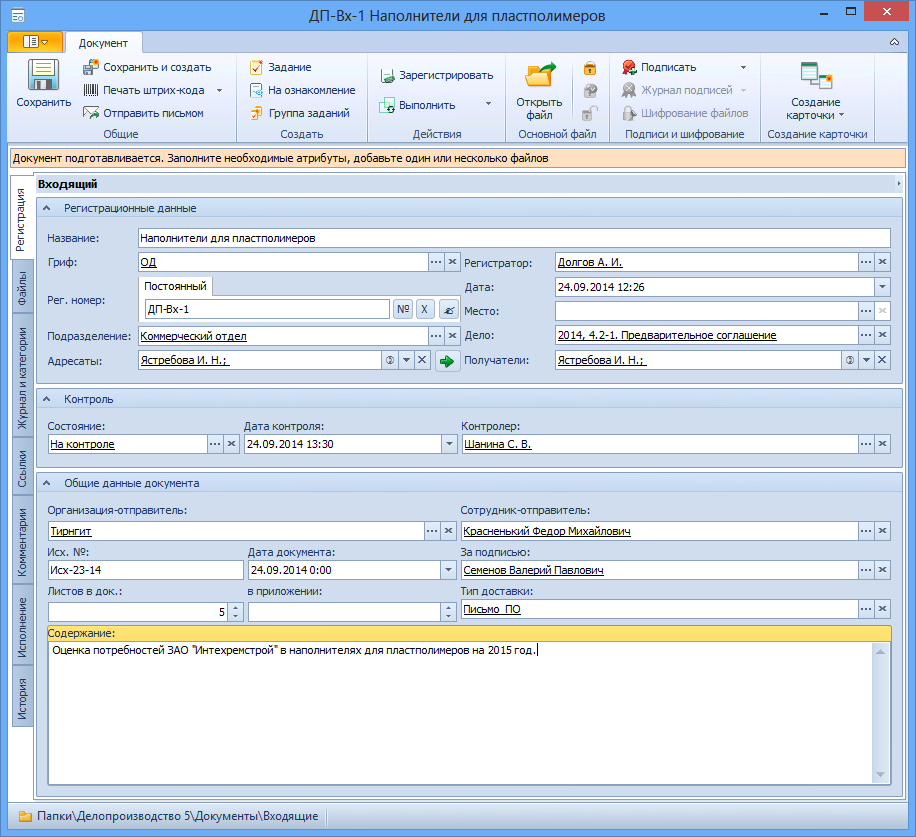 ДП-Вх-1 Наполнители для пластполимеров
Документ
Сохранить
Сохранить и создать
Печать штрих-кода
Отправить письмом
Общие
Задание
На ознакомление
Группа заданий
Создать
Зарегистрировать
Выполнить
Действия
Открыть файл
Основной файл
Подписать
Журнал подписей
Шифрование файлов
Подписи и шифрование
Создание карточки
Создание карточки
Документ подготавливается. Заполните необходимые атрибуты, добавьте один или несколько файлов
Регистрация
Файлы
Журнал и категории
Ссылки
Комментарии
Исполнение
История
Входящий
Регистрационные данные
Название: Наполнители для пластполимеров
Гриф: ОД
Регистратор: Долгов А. И.
Постоянный
Дата: 24.09.2014 12:26
Рег. номер: ДП-Вх-1 № X
Место:
Подразделение: Коммерческий отдел
Дело: 2014, 4.2-1. Предварительное соглашение
Адресаты: Ястребова И. Н.;
Получатели: Ястребова И. Н.;
Контроль
Состояние: Дата контроля: Контролер:
На контроле 24.09.2014 13:30 Шанина С. В.
Общие данные документа
Организация-отправитель: Сотрудник-отправитель:
Тирнгит Красненький Федор Михайлович
Исх. №: Дата документа: За подписью:
Исх-23-14 24.09.2014 0:00 Семенов Валерий Павлович
Листов в док.: в приложении: Тип доставки:
5 Письмо_ПО
Содержание:
Оценка потребностей ЗАО "Интехремстрой" в наполнителях для пластполимеров на 2015 год.
Папки\Делопроизводство 5\Документы\Входящие